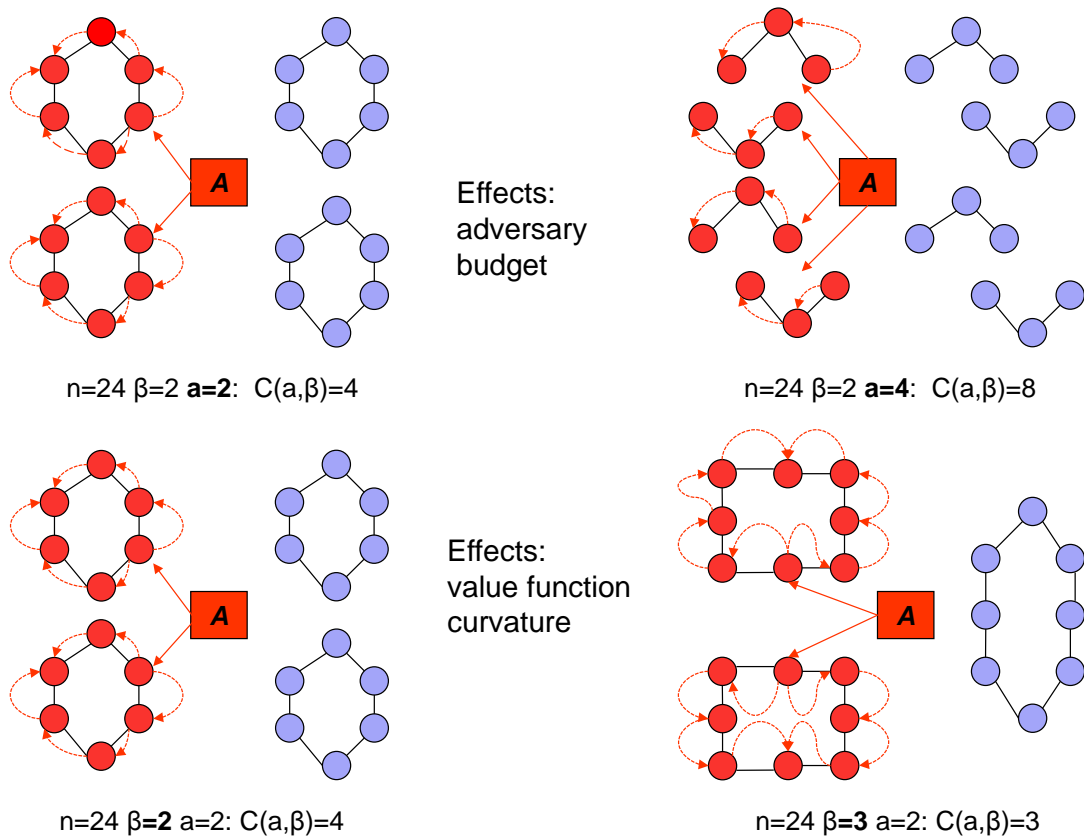 A
Effects:
adversary
budget
A
n=24 β=2 a=2:  C(a,β)=4
n=24 β=2 a=4:  C(a,β)=8
A
Effects:
value function
curvature
A
n=24 β=2 a=2: C(a,β)=4
n=24 β=3 a=2: C(a,β)=3